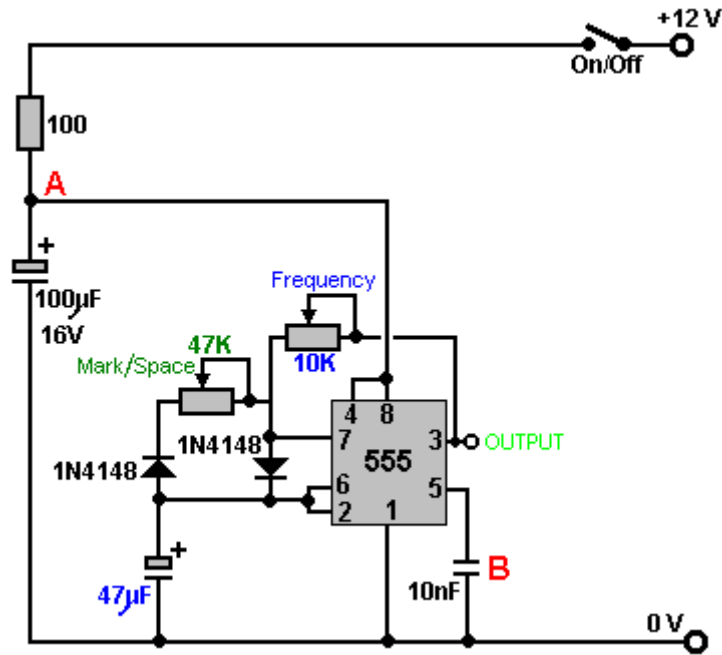 +12 V
On/Off
100
A
+
100µF
16V
Frequency
10K
47K
Mark/Space
4 8
1N4148
7
3
OUTPUT
555
1N4148
6
5
2
1
+
47µF
B
10nF
0 V